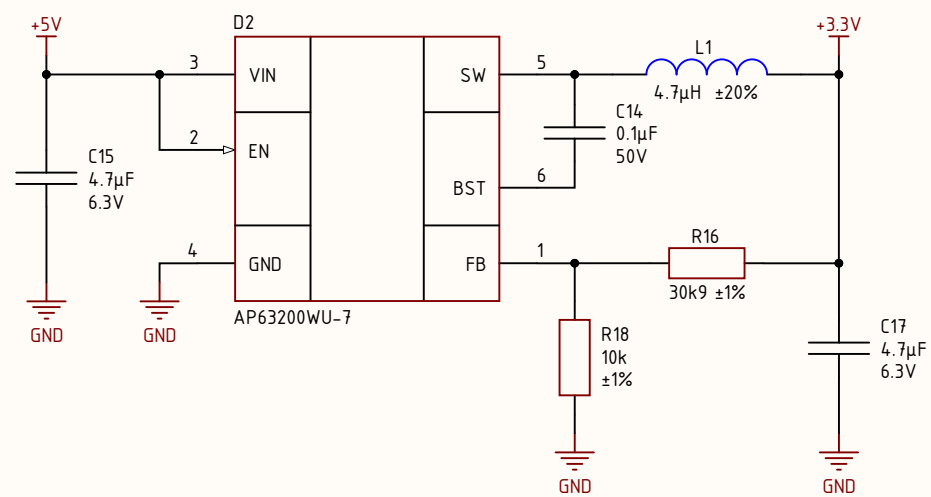 +5V
D2
+3.3V
3
VIN
SW
5
L1
4.7µH ±20%
2
EN
C14
0.1µF
50V
C15
4.7µF
6.3V
BST
6
4
GND
FB
1
R16
30k9 ±1%
AP63200WU-7
GND
GND
R18
10k
±1%
C17
4.7µF
6.3V
GND
GND